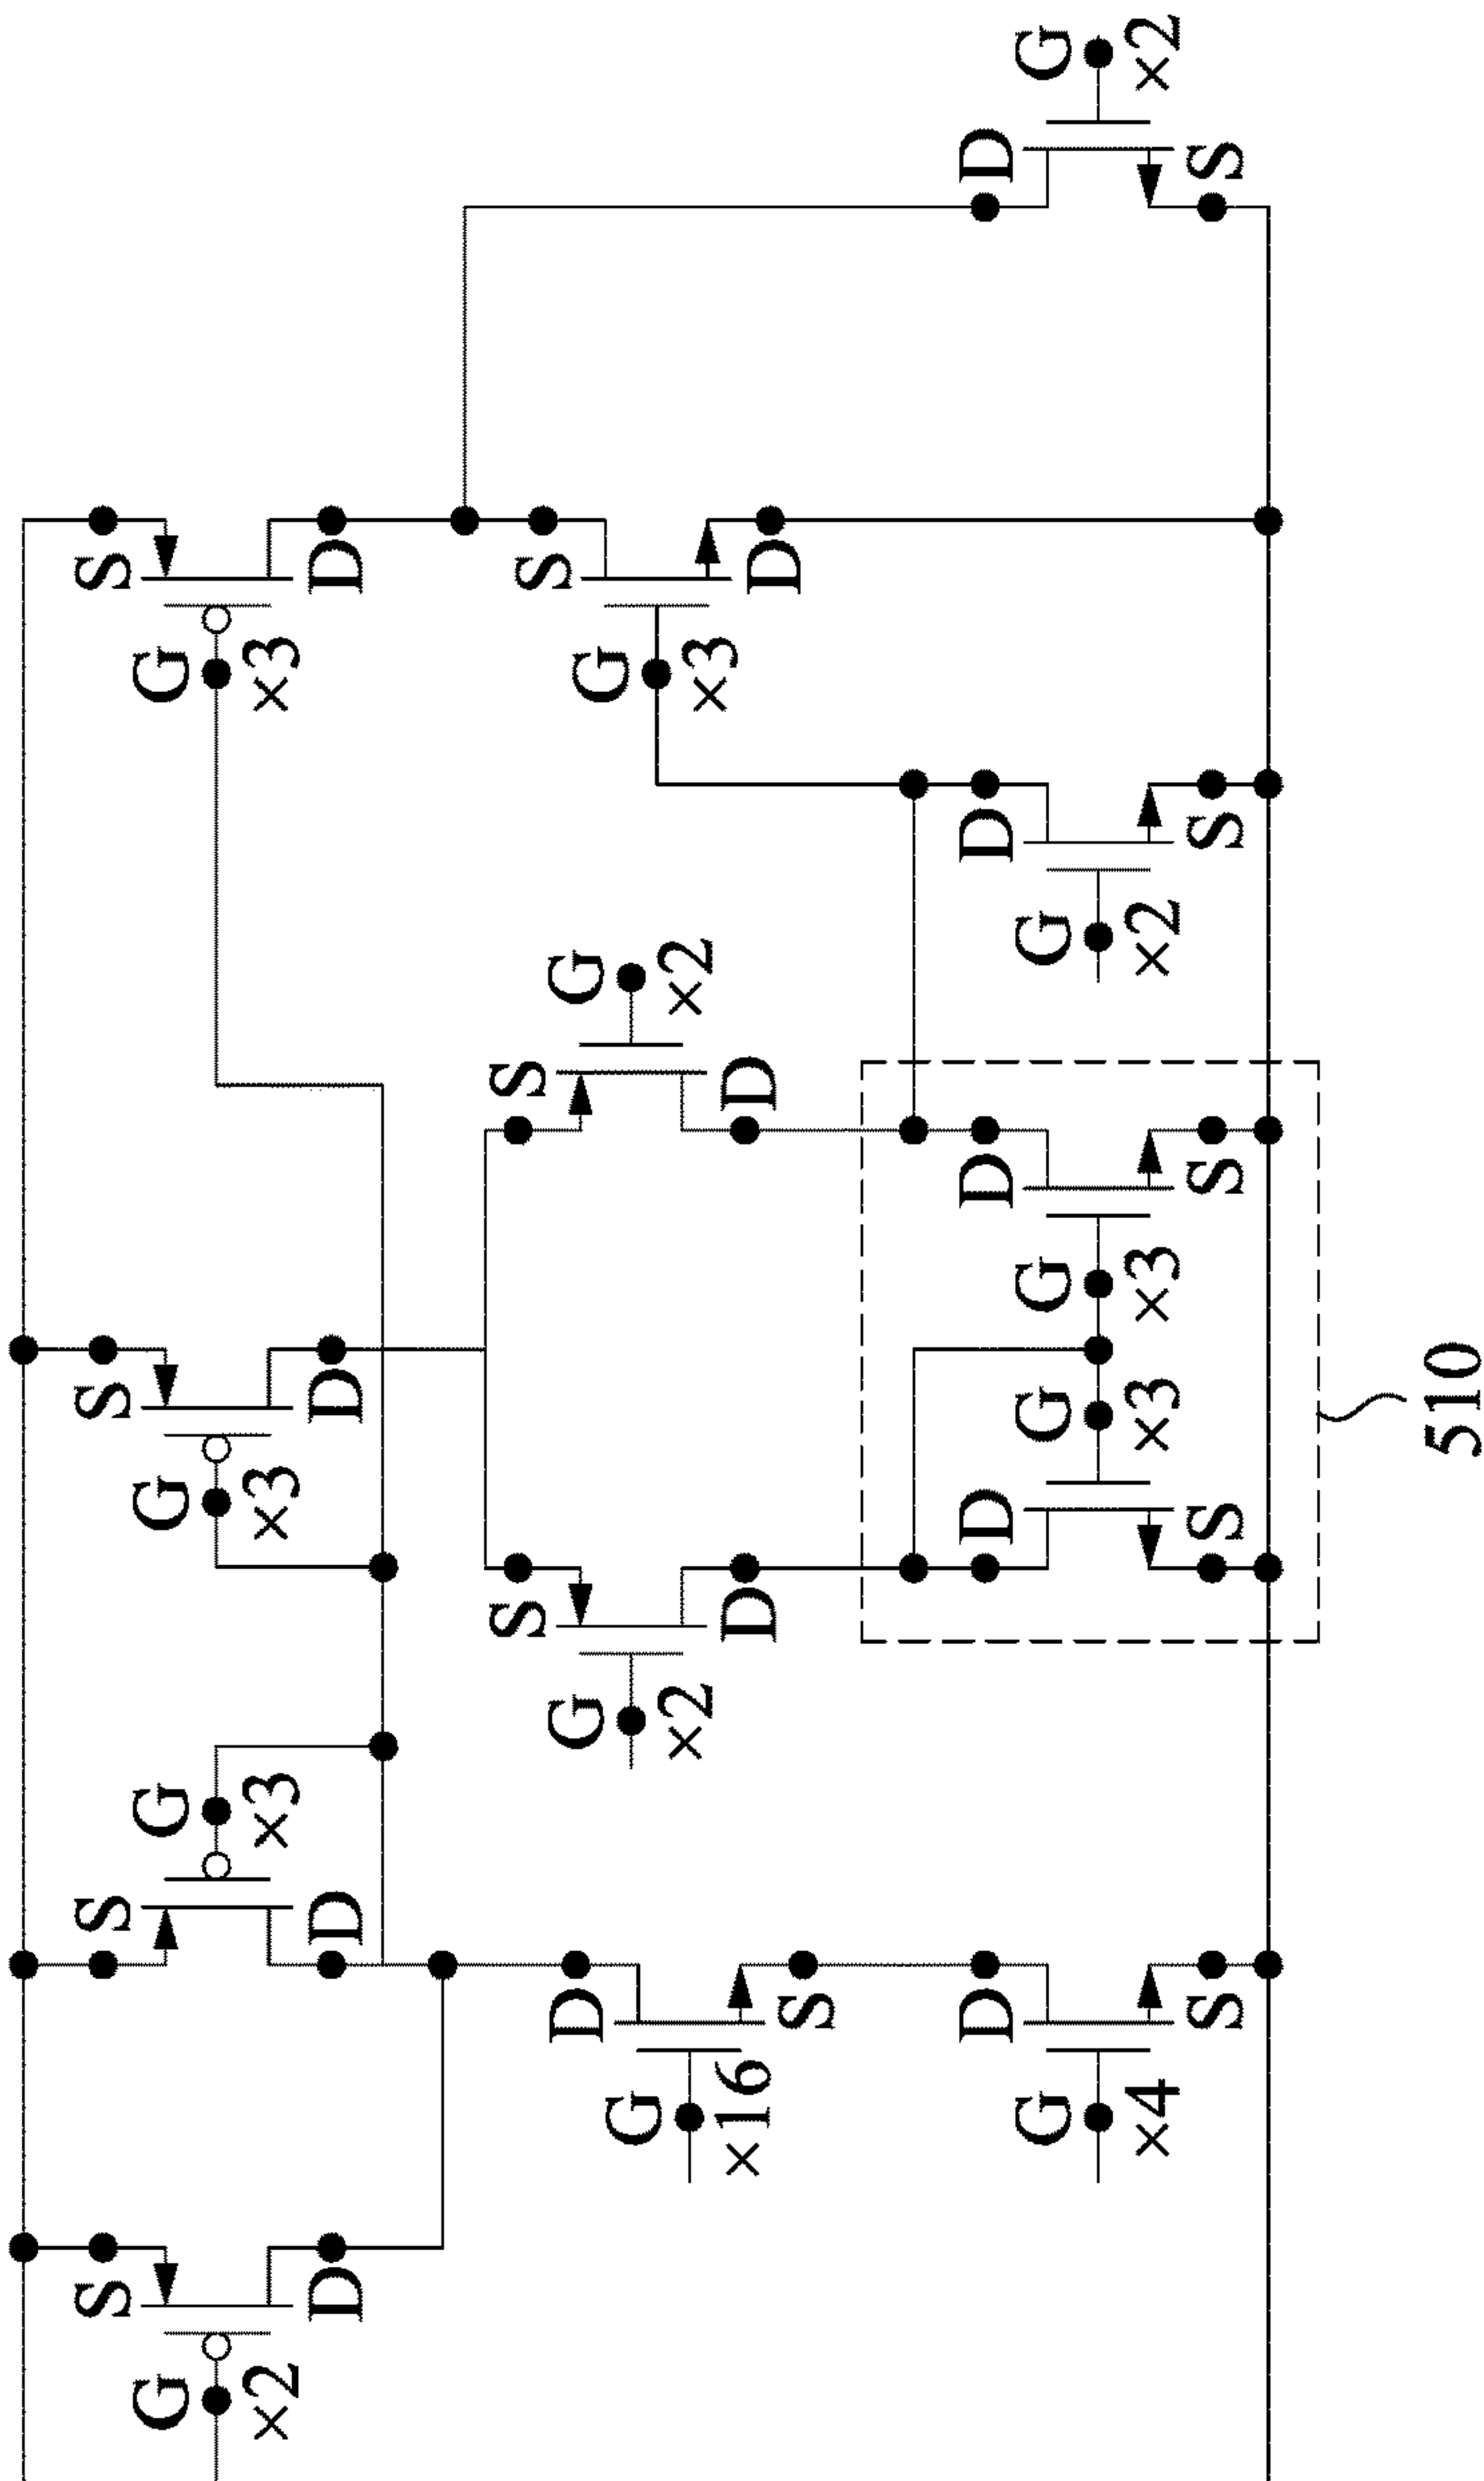 S S S S
G G G G
×2 ×3 ×3 ×3
D D D D
S S S
D G G G
G
×2 ×2 ×3
×16
D D D
S
D D D D D
G G G G G
×4 ×3 ×3 ×2 ×2
S S S S S
510